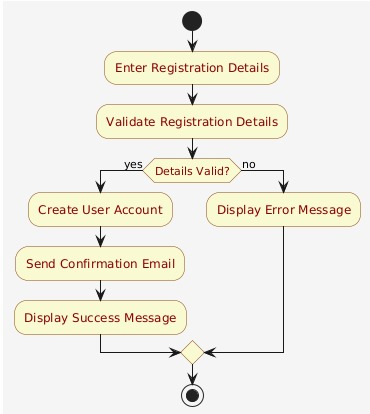 Enter Registration Details
Validate Registration Details
Details Valid?
yes
no
Create User Account
Display Error Message
Send Confirmation Email
Display Success Message